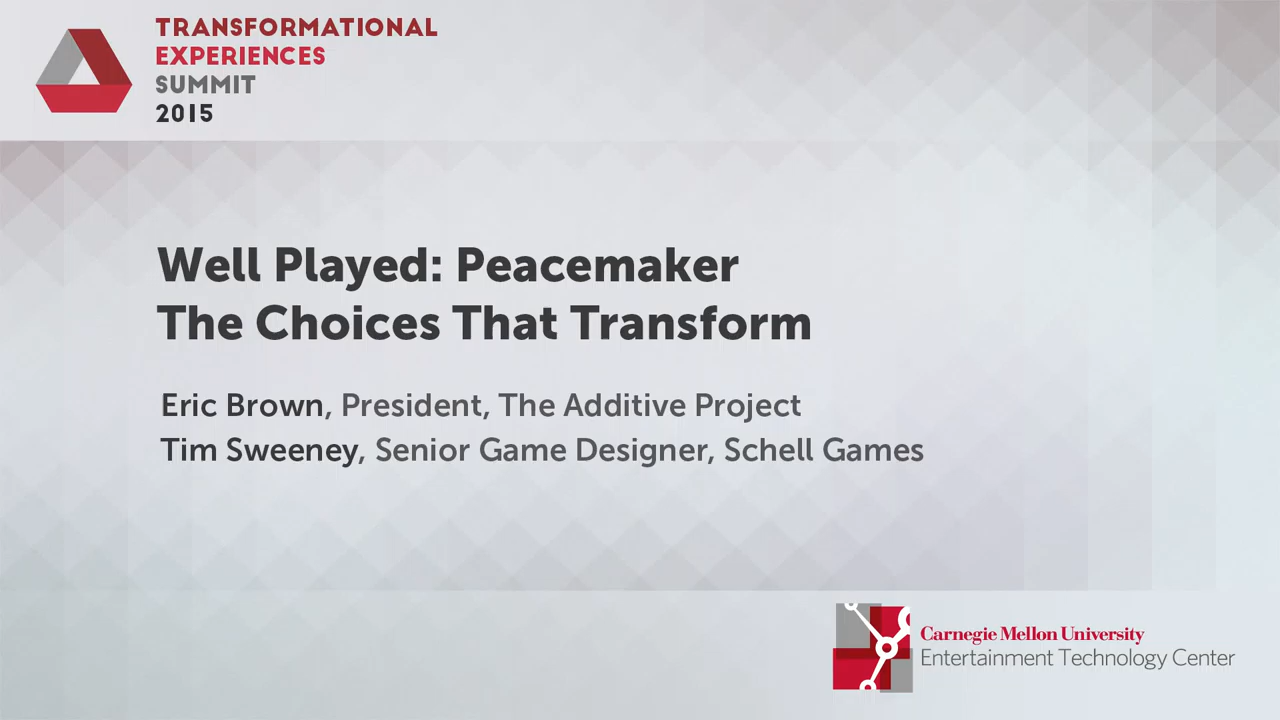 TRANSFORMATIONAL
EXPERIENCES
SUMMIT
2015
Well Played: Peacemaker
The Choices That Transform
Eric Brown, President, The Additive Project
Tim Sweeney, Senior Game Designer, Schell Games
Carnegie Mellon University
Entertainment Technology Center